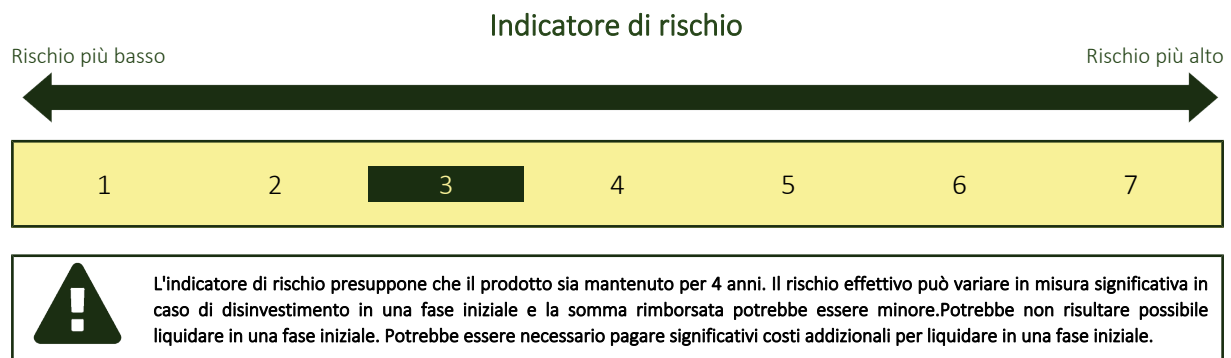 Indicatore di rischio
Rischio più basso
Rischio più alto
1 2 3 4 5 6 7
L'indicatore di rischio presuppone che il prodotto sia mantenuto per 4 anni. Il rischio effettivo può variare in misura significativa in
caso di disinvestimento in una fase iniziale e la somma rimborsata potrebbe essere minore.Potrebbe non risultare possibile
liquidare in una fase iniziale. Potrebbe essere necessario pagare significativi costi addizionali per liquidare in una fase iniziale.